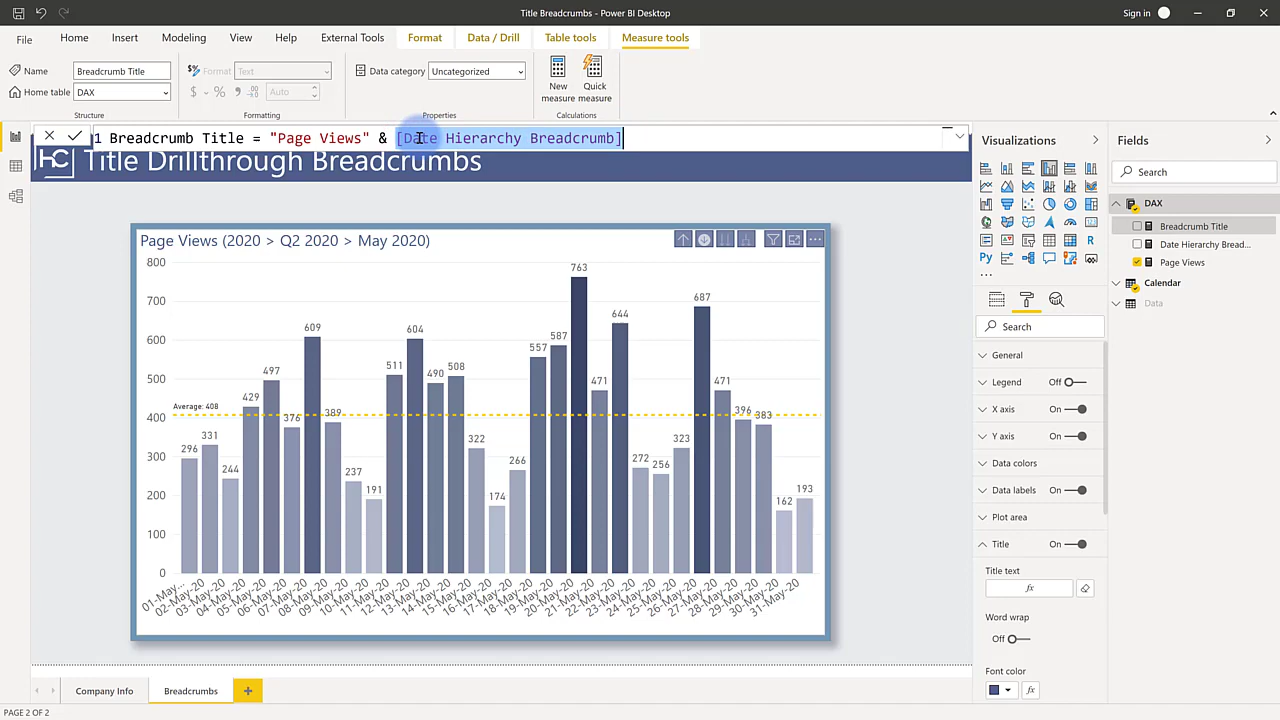 Title Breadcrumbs - Power BI Desktop
Sign in
File
Home
Insert
Modeling
View
Help
External Tools
Format
Data / Drill
Table tools
Measure tools
Name
Breadcrumb Title
Home table
DAX
Format
Text
$
%
Auto
Data category
Uncategorized
New
measure
Quick
measure
Structure
Formatting
Properties
Calculations
1 Breadcrumb Title = "Page Views" & [Date Hierarchy Breadcrumb]
HC
Title Drillthrough Breadcrumbs
Page Views (2020 > Q2 2020 > May 2020)
800
700
600
500
400
300
200
100
0
Average: 408
296
331
244
429
497
376
609
389
237
191
511
604
490
508
322
174
266
557
587
763
471
644
272
256
323
687
471
396
383
162
193
01-May...
02-May-20
03-May-20
04-May-20
05-May-20
06-May-20
07-May-20
08-May-20
09-May-20
10-May-20
11-May-20
12-May-20
13-May-20
14-May-20
15-May-20
16-May-20
17-May-20
18-May-20
19-May-20
20-May-20
21-May-20
22-May-20
23-May-20
24-May-20
25-May-20
26-May-20
27-May-20
28-May-20
29-May-20
30-May-20
31-May-20
Visualizations
R
Py
...
Search
General
Legend
Off
X axis
On
Y axis
On
Data colors
Data labels
On
Plot area
Title
On
Title text
fx
Word wrap
Off
Font color
fx
Fields
Search
DAX
Breadcrumb Title
Date Hierarchy Bread...
Page Views
Calendar
Data
Company Info
Breadcrumbs
+
PAGE 2 OF 2